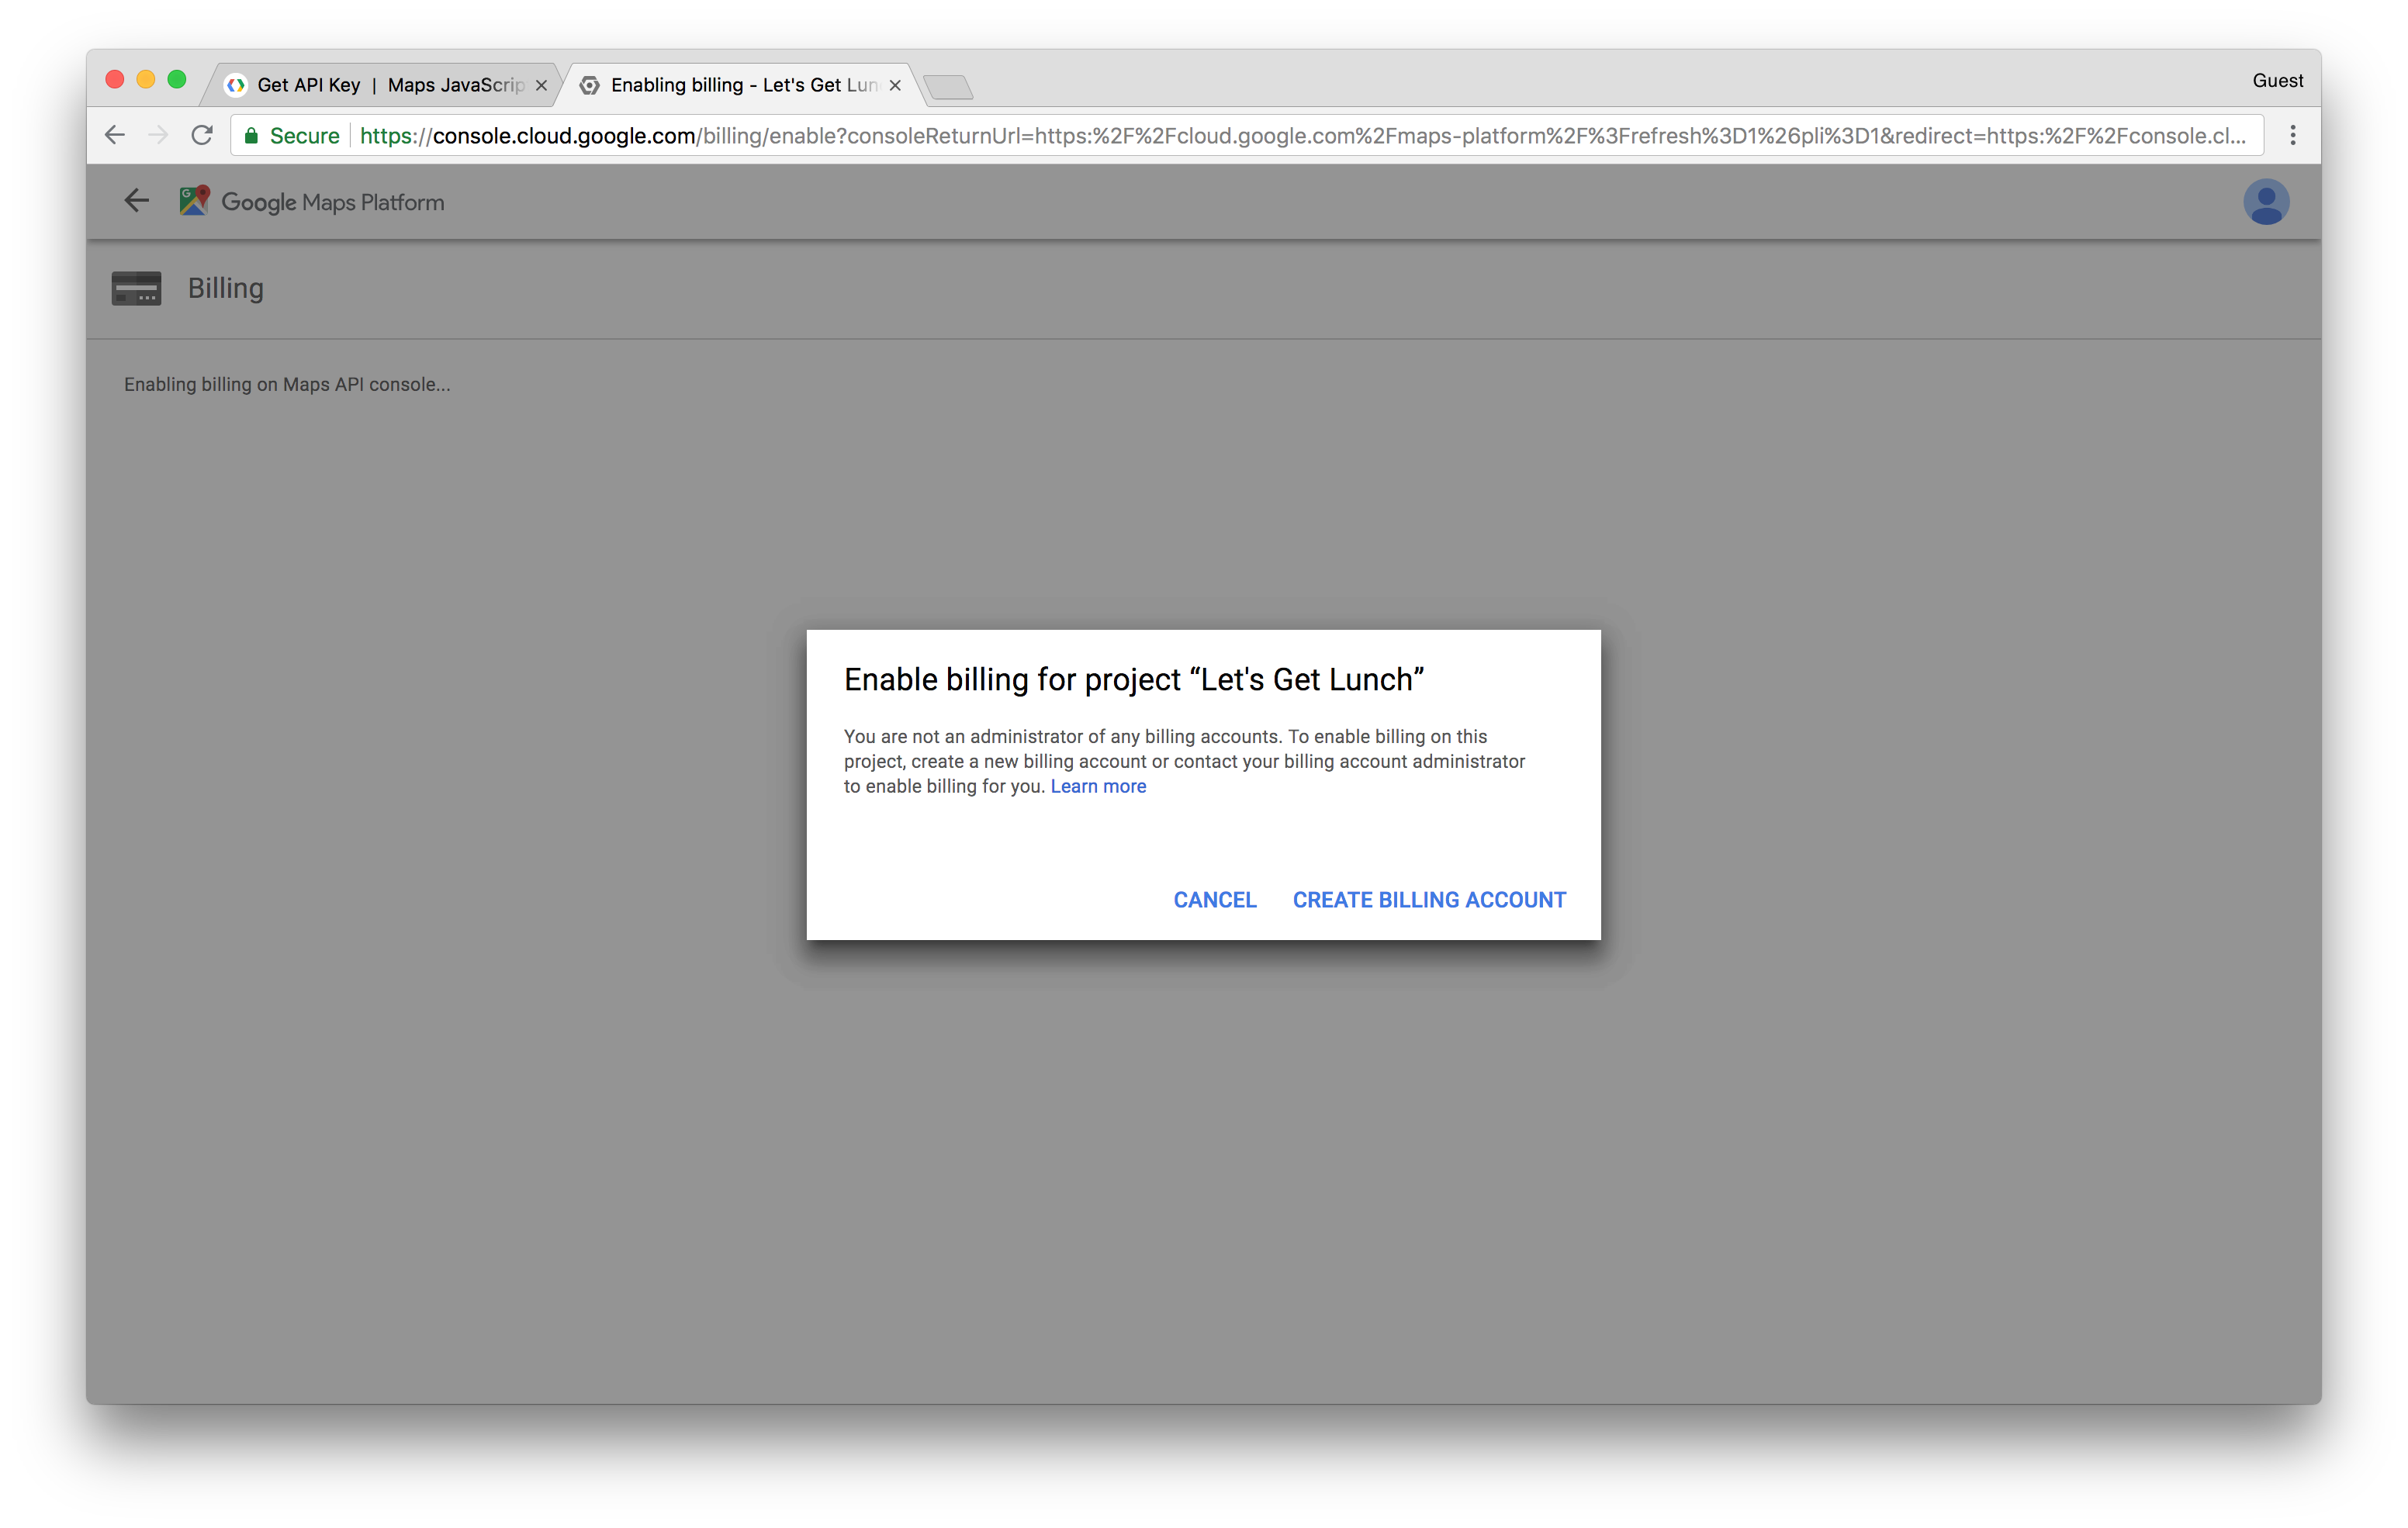 Get API Key | Maps JavaScrip
Enabling billing - Let's Get Lun
Guest
Secure
https://console.cloud.google.com/billing/enable?consoleReturnUrl=https:%2F%2Fcloud.google.com%2Fmaps-platform%2F%3Frefresh%3D1%26pli%3D1&redirect=https:%2F%2Fconsole.cl...
Google Maps Platform
Billing
Enabling billing on Maps API console...
Enable billing for project “Let's Get Lunch”
You are not an administrator of any billing accounts. To enable billing on this
project, create a new billing account or contact your billing account administrator
to enable billing for you. Learn more
CANCEL
CREATE BILLING ACCOUNT